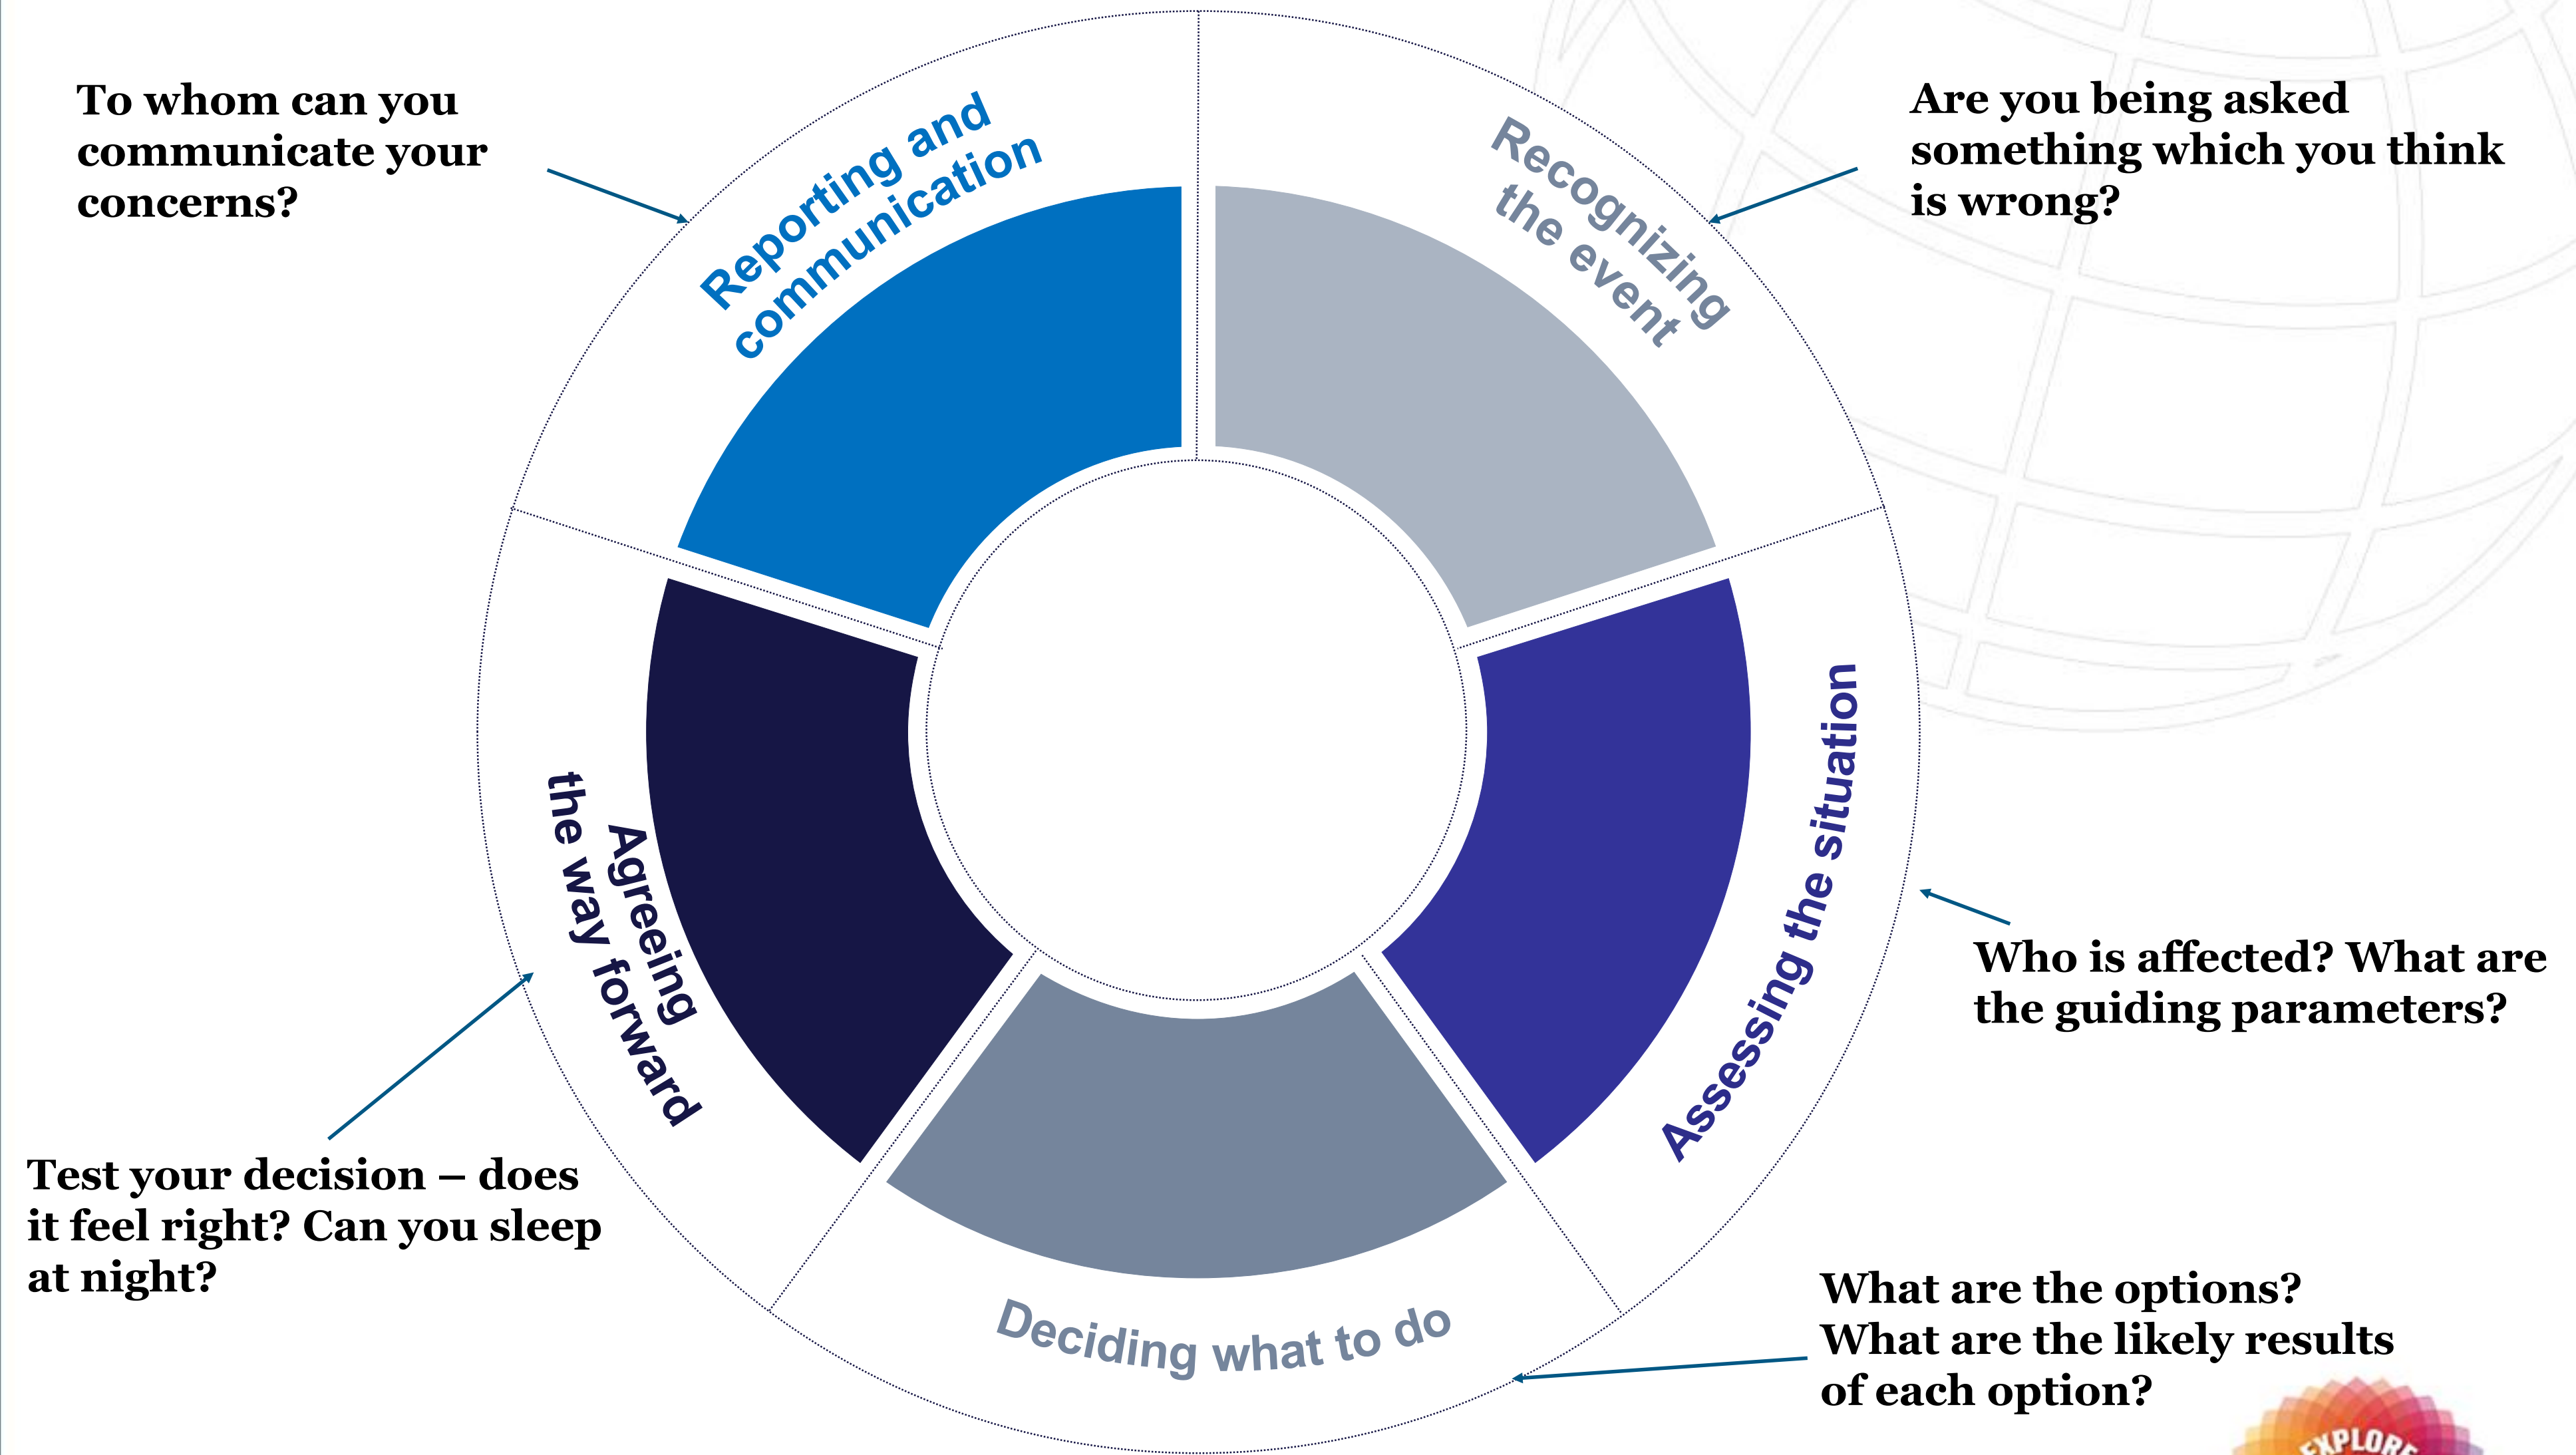 To whom can you
communicate your
concerns?
Reporting and
communication
Recognizing
the event
Are you being asked
something which you think
is wrong?
Assessing the situation
Who is affected? What are
the guiding parameters?
Deciding what to do
What are the options?
What are the likely results
of each option?
Agreeing
the way forward
Test your decision – does
it feel right? Can you sleep
at night?
EXPLORE